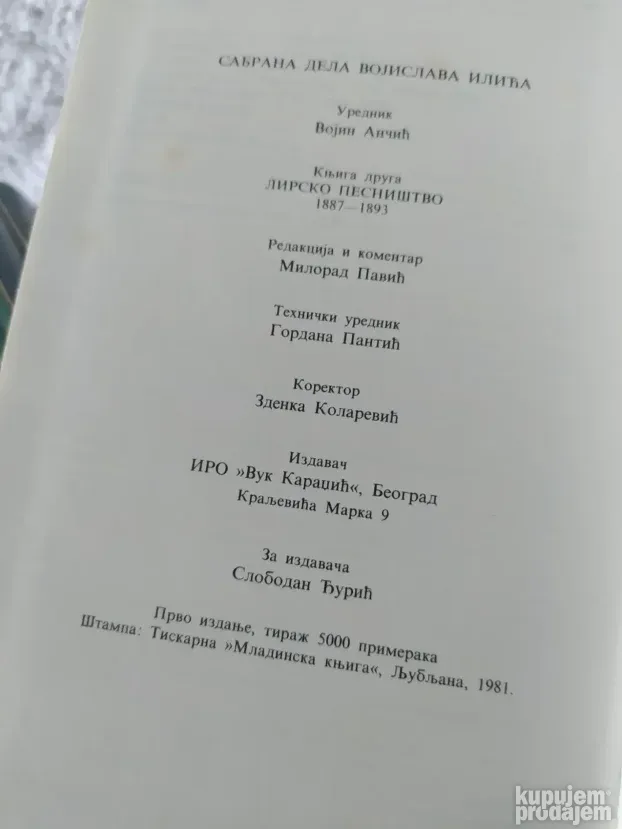 САБРАНА ДЕЛА ВОЈИСЛАВА ИЛИЋА
Уредник
Војин Анчић
Књига друга
ЛИРСКО ПЕСНИШТВО
1887—1893
Редакција и коментар
Милорад Павић
Технички уредник
Гордана Пантић
Коректор
Зденка Коларевић
Издавач
ИРО »Вук Караџић«, Београд
Краљевића Марка 9
За издавача
Слободан Ђурић
Прво издање, тираж 5000 примерака
Штампа: Тискарна »Младинска књига«, Љубљана, 1981.
kupujem
prodajem